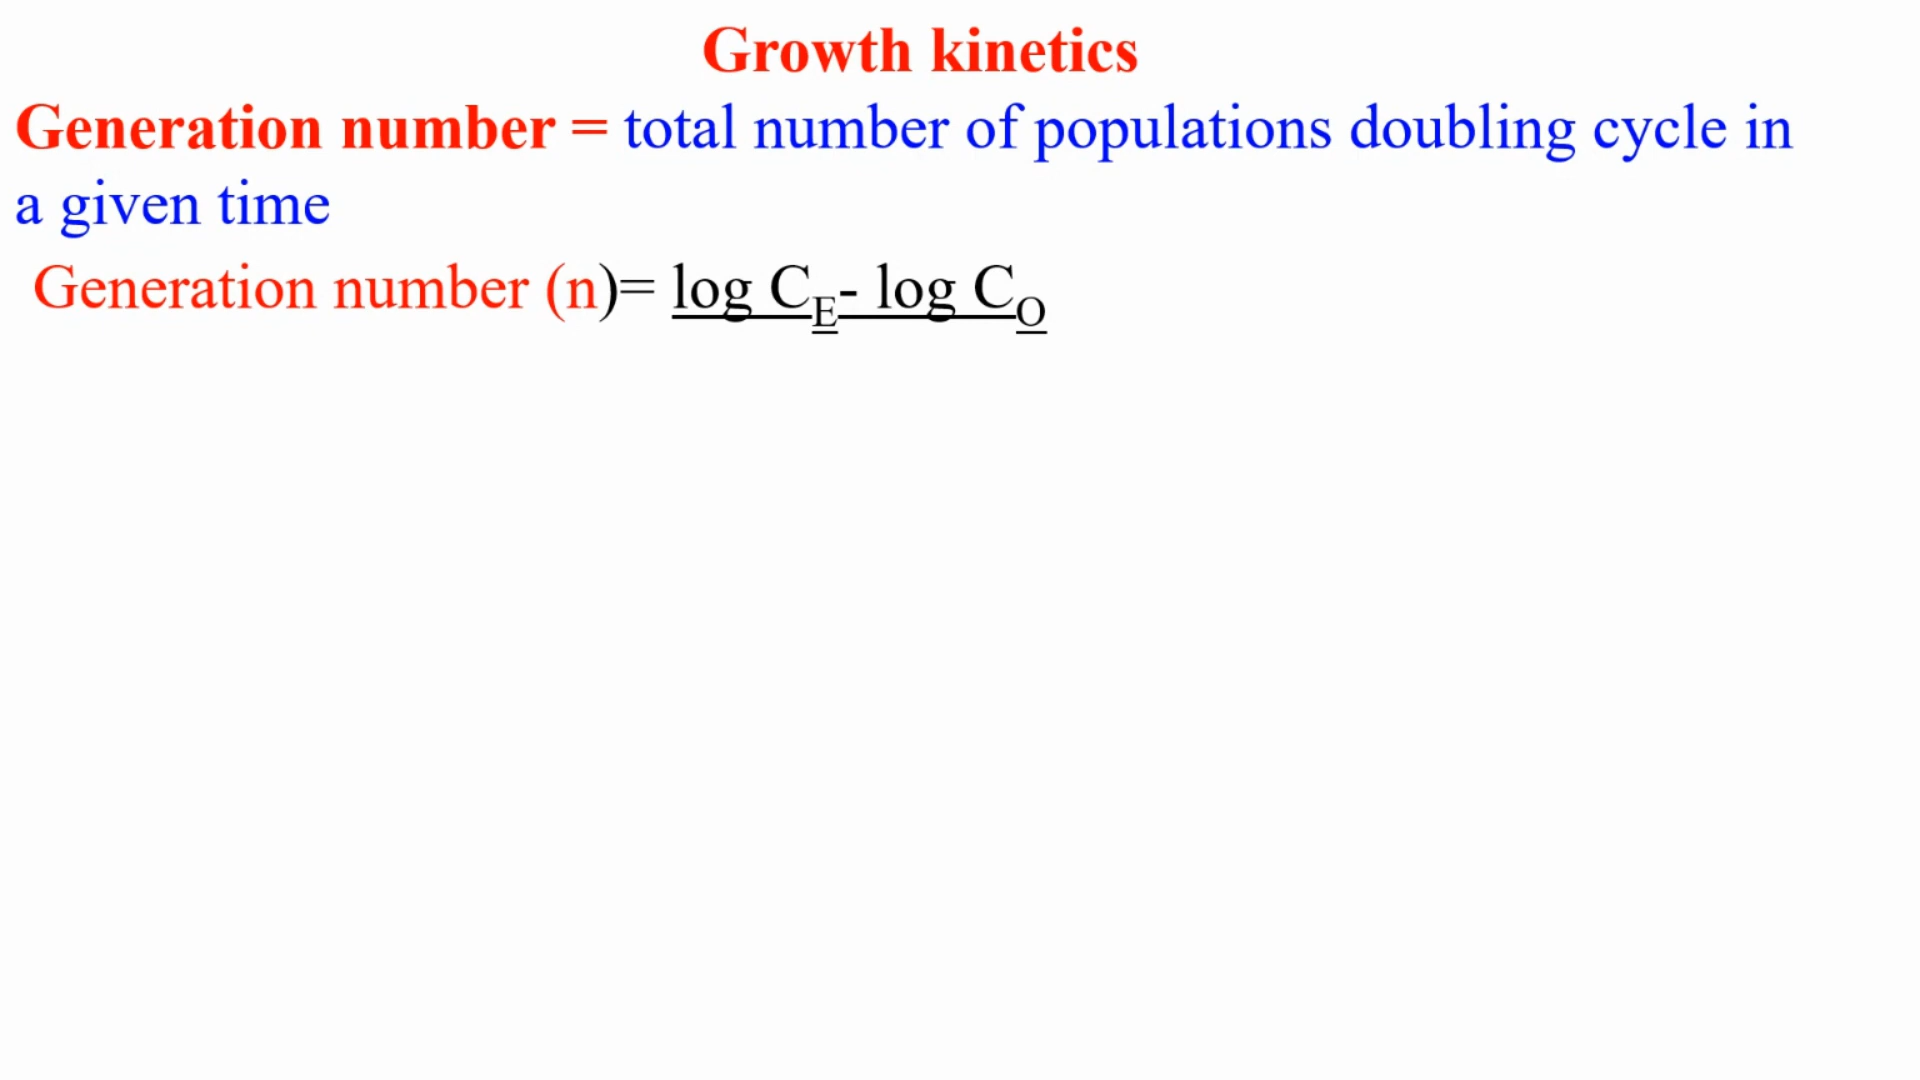 Growth kinetics
Generation number = total number of populations doubling cycle in
a given time
Generation number (n)= log C_E- log C_O